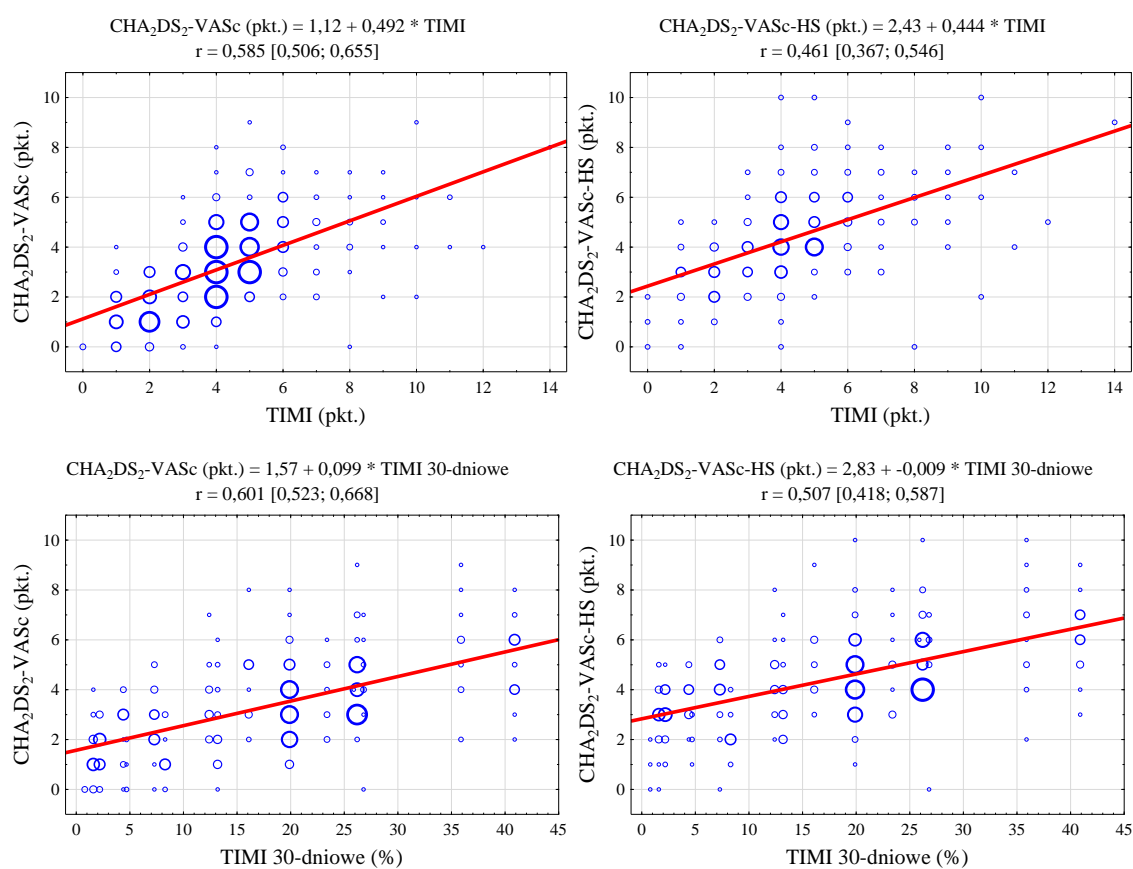 CHA₂DS₂-VASc (pkt.) = 1,12 + 0,492 * TIMI
r = 0,585 [0,506; 0,655]
CHA₂DS₂-VASc (pkt.)
10
8
6
4
2
0
0 2 4 6 8 10 12 14
TIMI (pkt.)
CHA₂DS₂-VASc-HS (pkt.) = 2,43 + 0,444 * TIMI
r = 0,461 [0,367; 0,546]
CHA₂DS₂-VASc-HS (pkt.)
10
8
6
4
2
0
0 2 4 6 8 10 12 14
TIMI (pkt.)
CHA₂DS₂-VASc (pkt.) = 1,57 + 0,099 * TIMI 30-dniowe
r = 0,601 [0,523; 0,668]
CHA₂DS₂-VASc (pkt.)
10
8
6
4
2
0
0 5 10 15 20 25 30 35 40 45
TIMI 30-dniowe (%)
CHA₂DS₂-VASc-HS (pkt.) = 2,83 + -0,009 * TIMI 30-dniowe
r = 0,507 [0,418; 0,587]
CHA₂DS₂-VASc-HS (pkt.)
10
8
6
4
2
0
0 5 10 15 20 25 30 35 40 45
TIMI 30-dniowe (%)